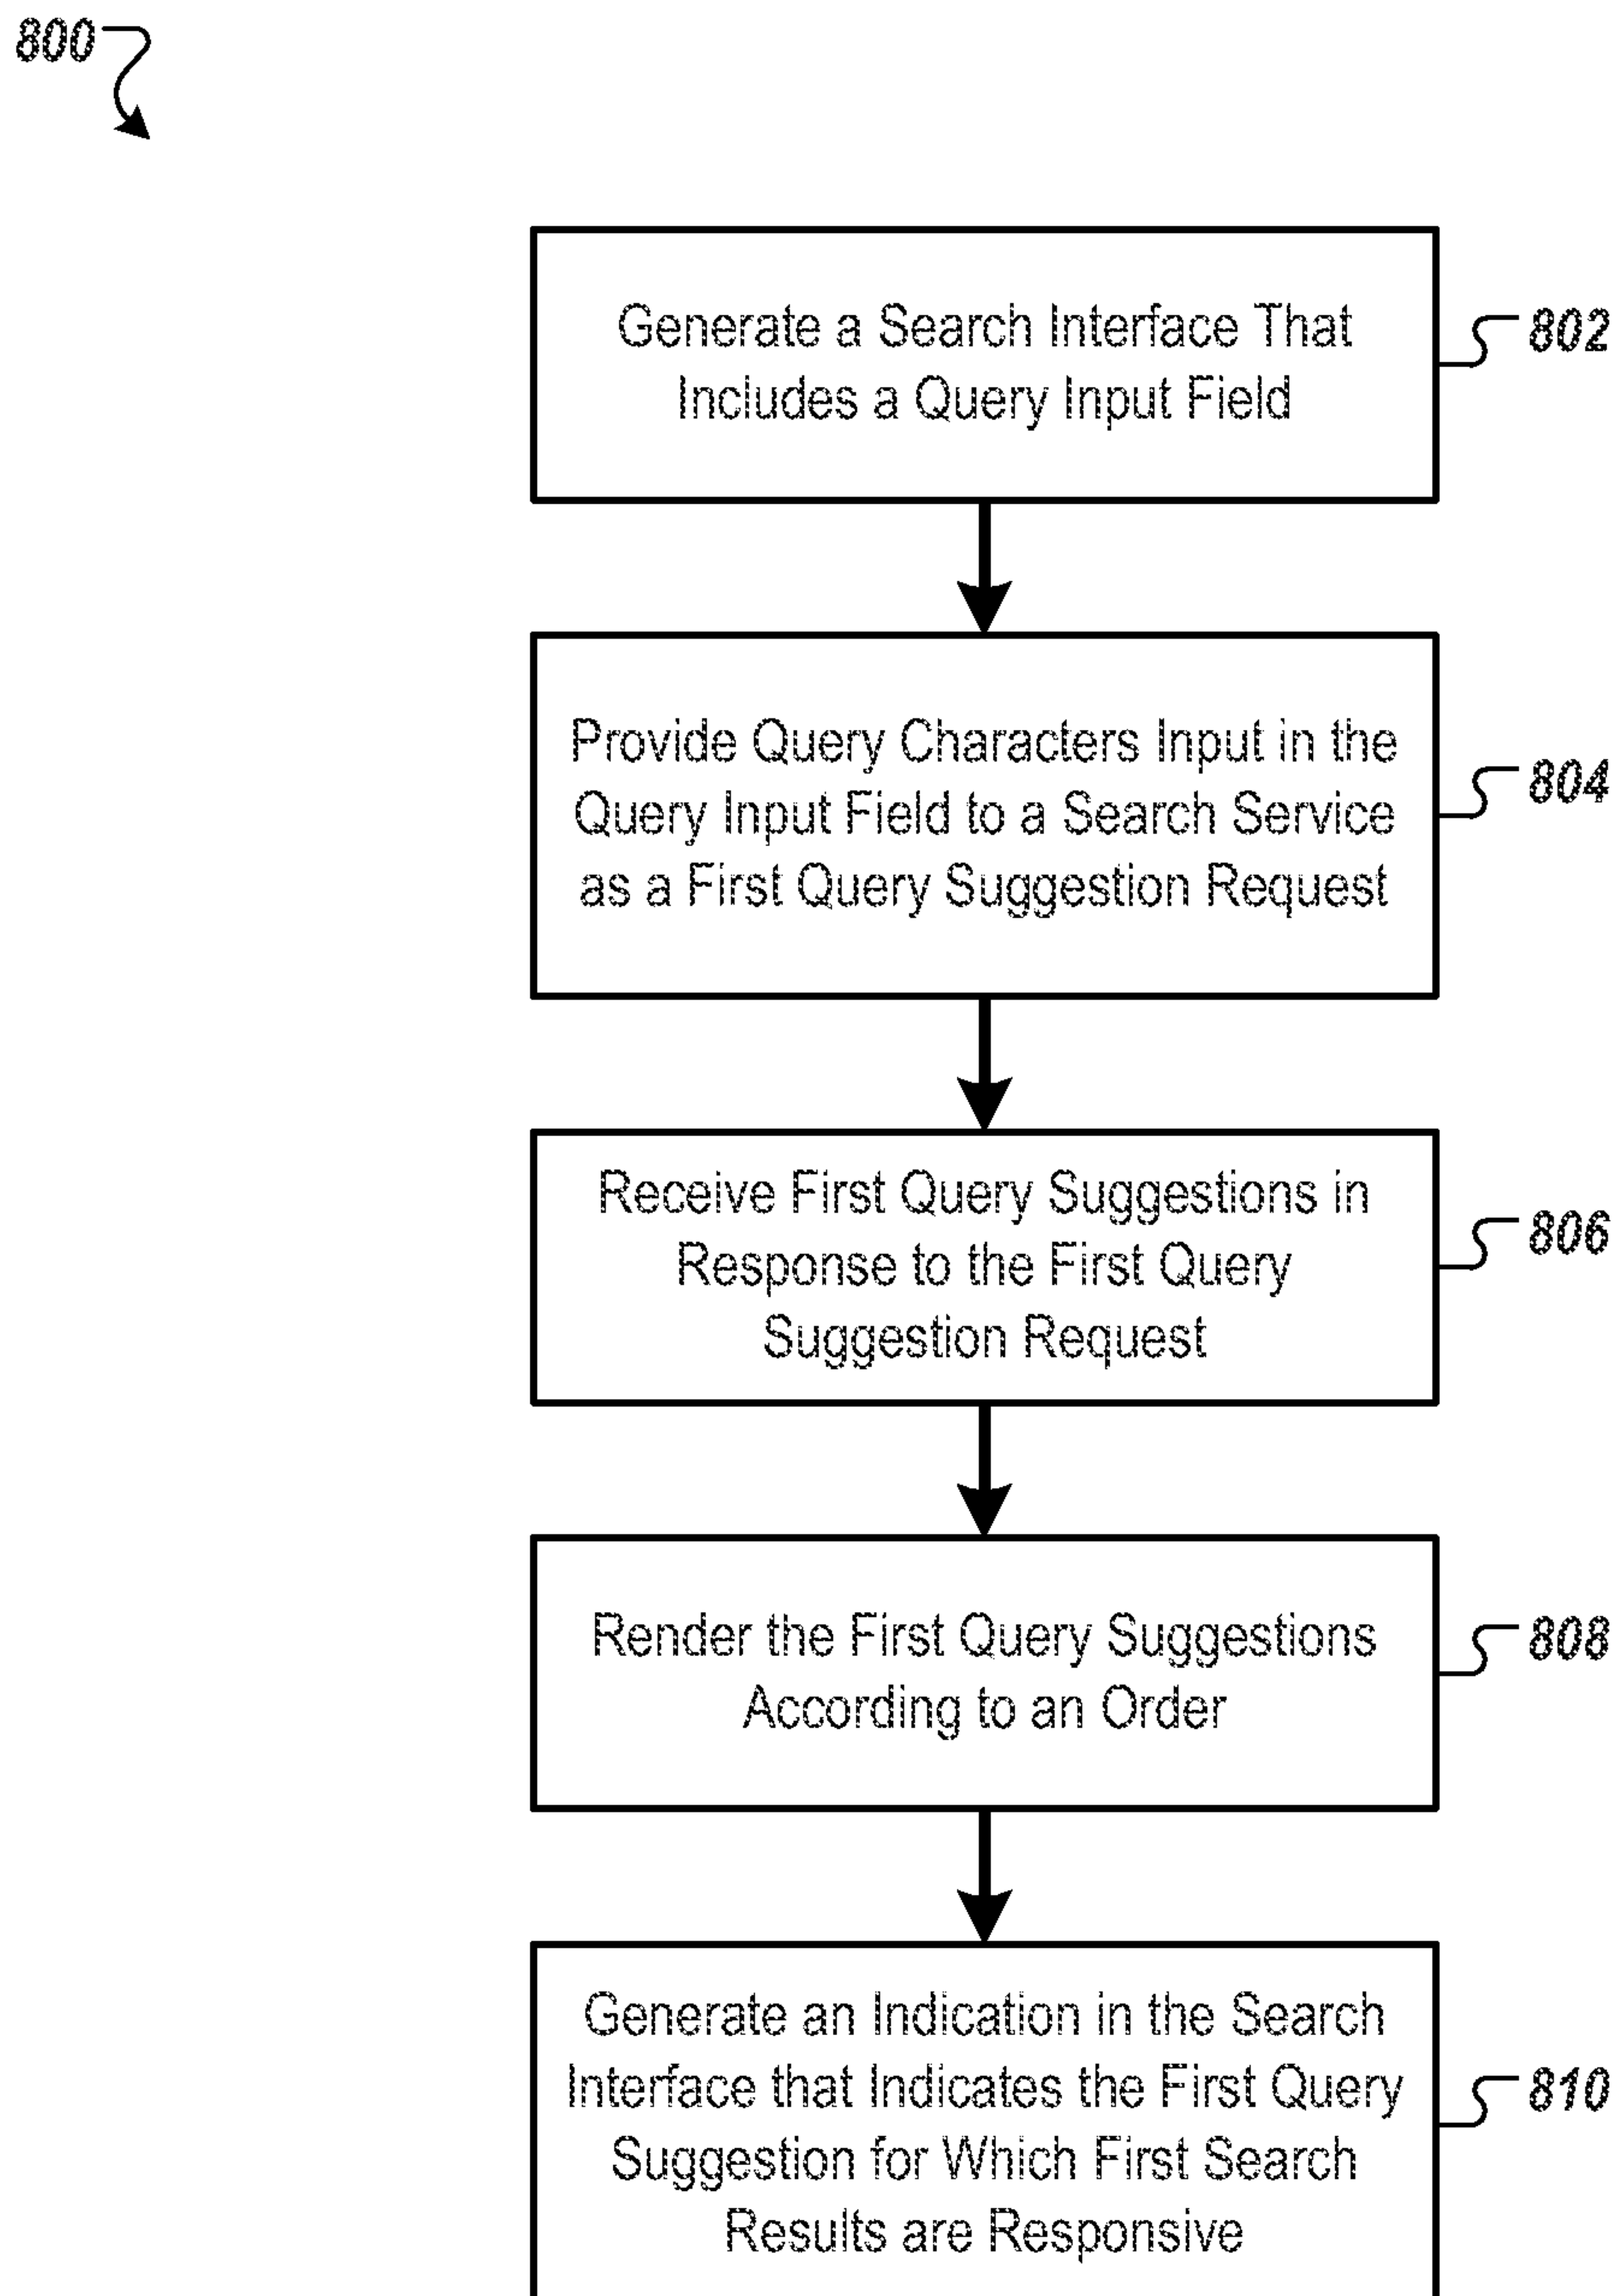 800
Generate a Search Interface That
Includes a Query Input Field
802
Provide Query Characters Input in the
Query Input Field to a Search Service
as a First Query Suggestion Request
804
Receive First Query Suggestions in
Response to the First Query
Suggestion Request
806
Render the First Query Suggestions
According to an Order
808
Generate an Indication in the Search
Interface that Indicates the First Query
Suggestion for Which First Search
Results are Responsive
810